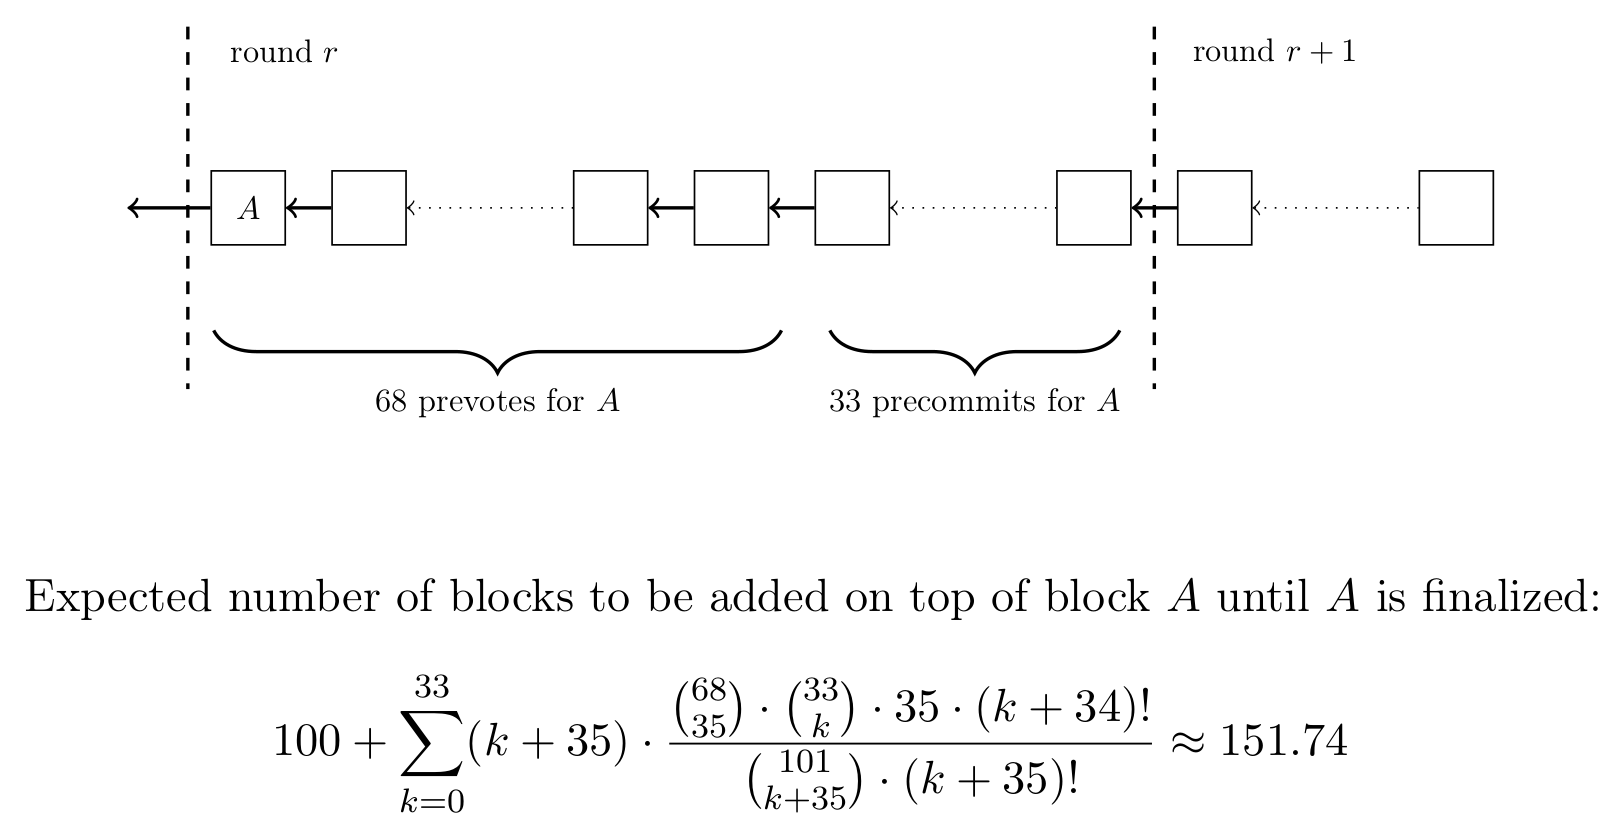 round r round r + 1
A
68 prevotes for A 33 precommits for A
Expected number of blocks to be added on top of block A until A is finalized:
$100 + \sum_{k=0}^{33} (k + 35) \cdot \frac{\binom{68}{35} \cdot \binom{33}{k} \cdot 35 \cdot (k + 34)!}{\binom{101}{k+35} \cdot (k + 35)!} \approx 151.74$